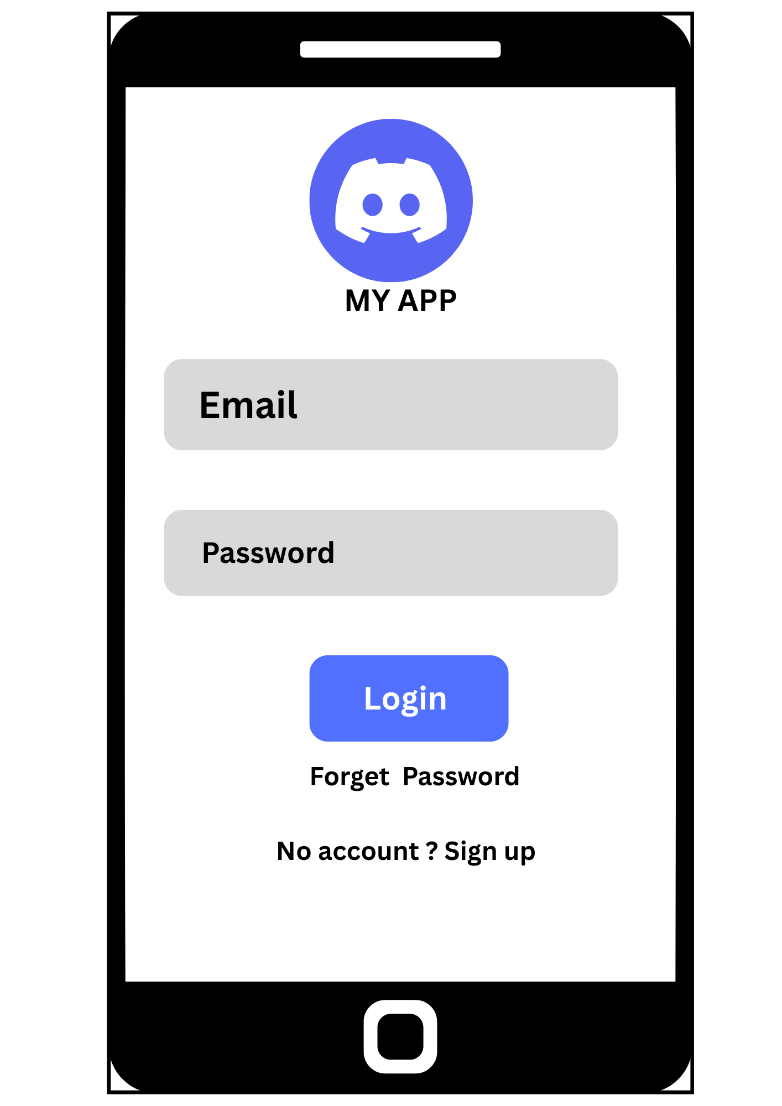 MY APP
Email
Password
Login
Forget  Password
No account ? Sign up